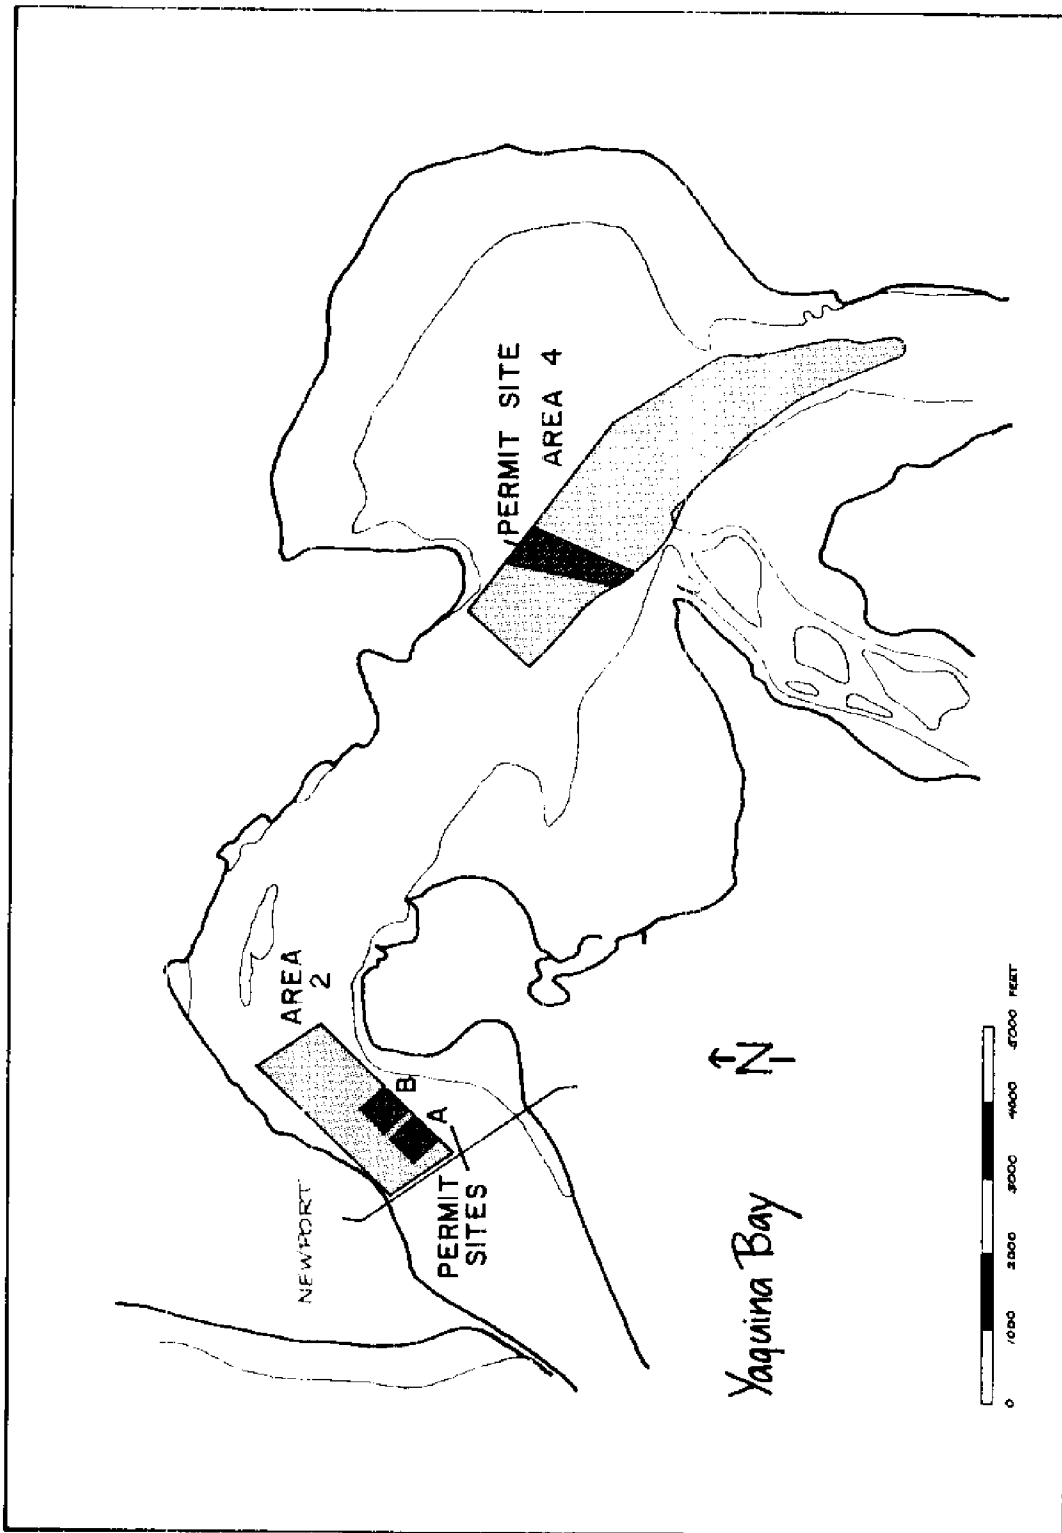 PERMIT SITE
AREA 4
AREA
2
B
A
NEWPORT
PERMIT
SITES
N
Yaquina Bay
0 1000 2000 3000 4000 5000 FEET